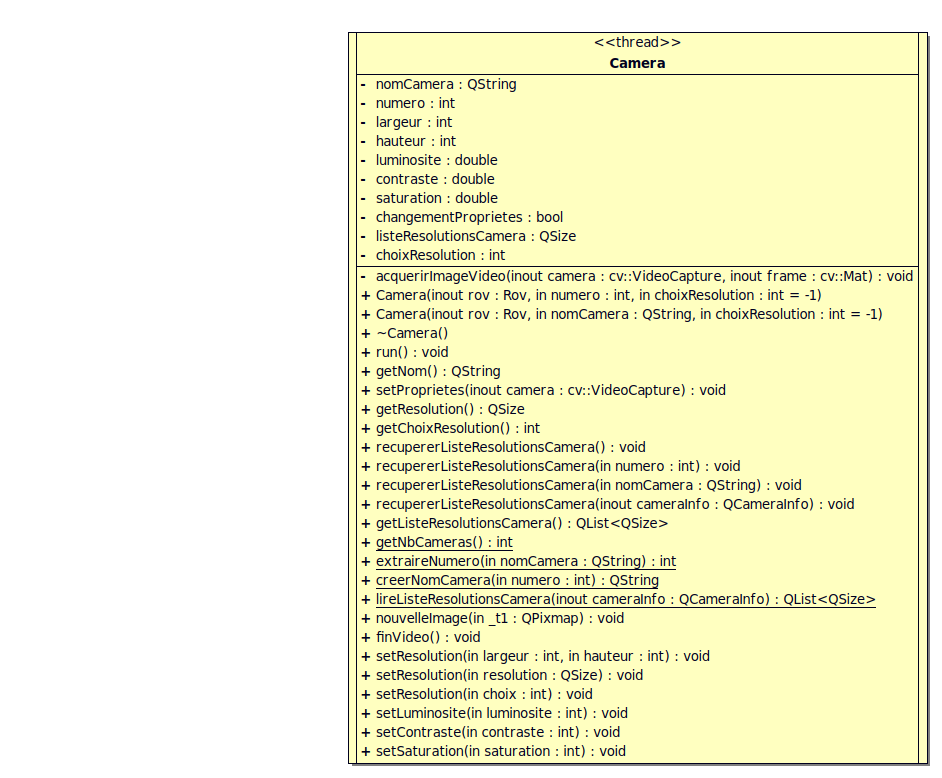 <<thread>>
Camera
- nomCamera : QString
- numero : int
- largeur : int
- hauteur : int
- luminosite : double
- contraste : double
- saturation : double
- changementProprietes : bool
- listeResolutionsCamera : QSize
- choixResolution : int
- acquerirImageVideo(inout camera : cv::VideoCapture, inout frame : cv::Mat) : void
+ Camera(inout rov : Rov, in numero : int, in choixResolution : int = -1)
+ Camera(inout rov : Rov, in nomCamera : QString, in choixResolution : int = -1)
+ ~Camera()
+ run() : void
+ getNom() : QString
+ setProprietes(inout camera : cv::VideoCapture) : void
+ getResolution() : QSize
+ getChoixResolution() : int
+ recupererListeResolutionsCamera() : void
+ recupererListeResolutionsCamera(in numero : int) : void
+ recupererListeResolutionsCamera(in nomCamera : QString) : void
+ recupererListeResolutionsCamera(inout cameraInfo : QCameraInfo) : void
+ getListeResolutionsCamera() : QList<QSize>
+ getNbCameras() : int
+ extraireNumero(in nomCamera : QString) : int
+ creerNomCamera(in numero : int) : QString
+ lireListeResolutionsCamera(inout cameraInfo : QCameraInfo) : QList<QSize>
+ nouvelleImage(in _t1 : QPixmap) : void
+ finVideo() : void
+ setResolution(in largeur : int, in hauteur : int) : void
+ setResolution(in resolution : QSize) : void
+ setResolution(in choix : int) : void
+ setLuminosite(in luminosite : int) : void
+ setContraste(in contraste : int) : void
+ setSaturation(in saturation : int) : void